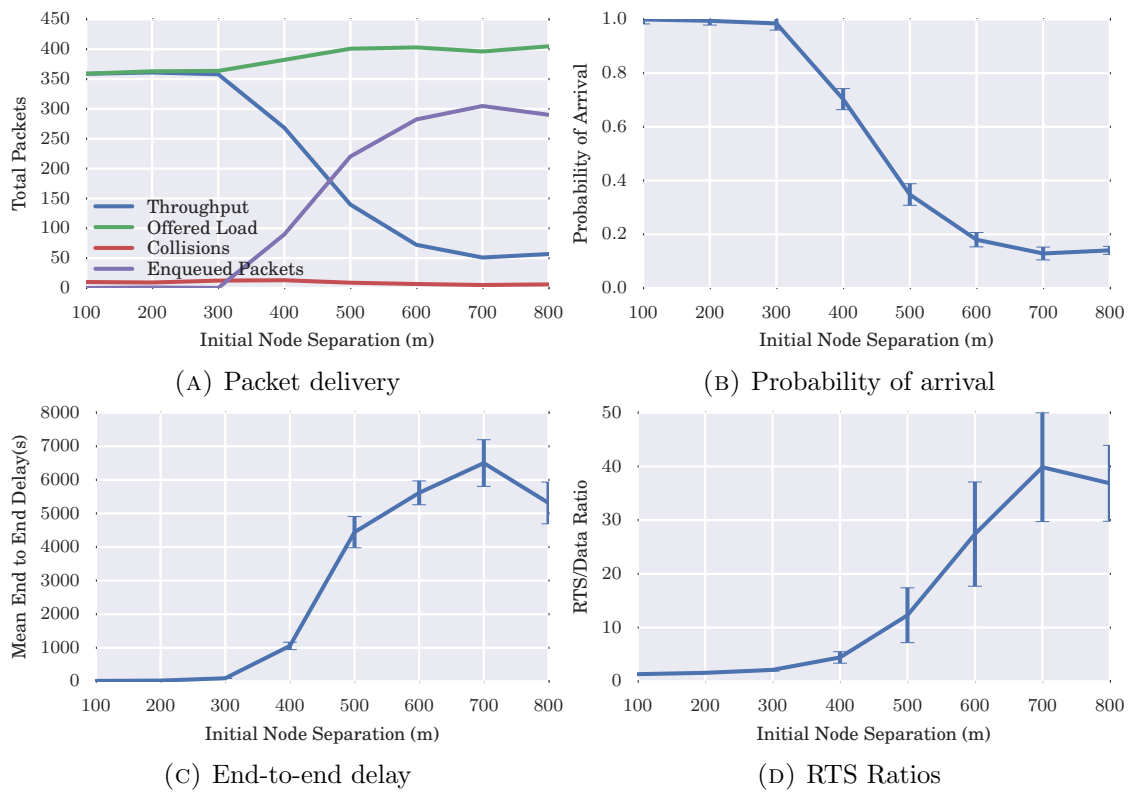 450
400
350
300
250
200
150
100
50
0
Total Packets
Throughput
Offered Load
Collisions
Enqueued Packets
100 200 300 400 500 600 700 800
Initial Node Separation (m)
(A) Packet delivery
1.0
0.8
0.6
0.4
0.2
0.0
Probability of Arrival
100 200 300 400 500 600 700 800
Initial Node Separation (m)
(B) Probability of arrival
8000
7000
6000
5000
4000
3000
2000
1000
0
Mean End to End Delay(s)
100 200 300 400 500 600 700 800
Initial Node Separation (m)
(C) End-to-end delay
50
40
30
20
10
0
RTS/Data Ratio
100 200 300 400 500 600 700 800
Initial Node Separation (m)
(D) RTS Ratios